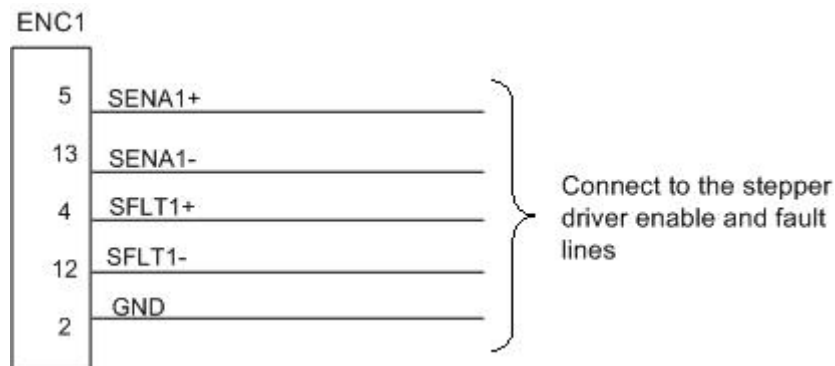 ENC1
5 SENA1+
13 SENA1-
4 SFLT1+
12 SFLT1-
2 GND
Connect to the stepper
driver enable and fault
lines